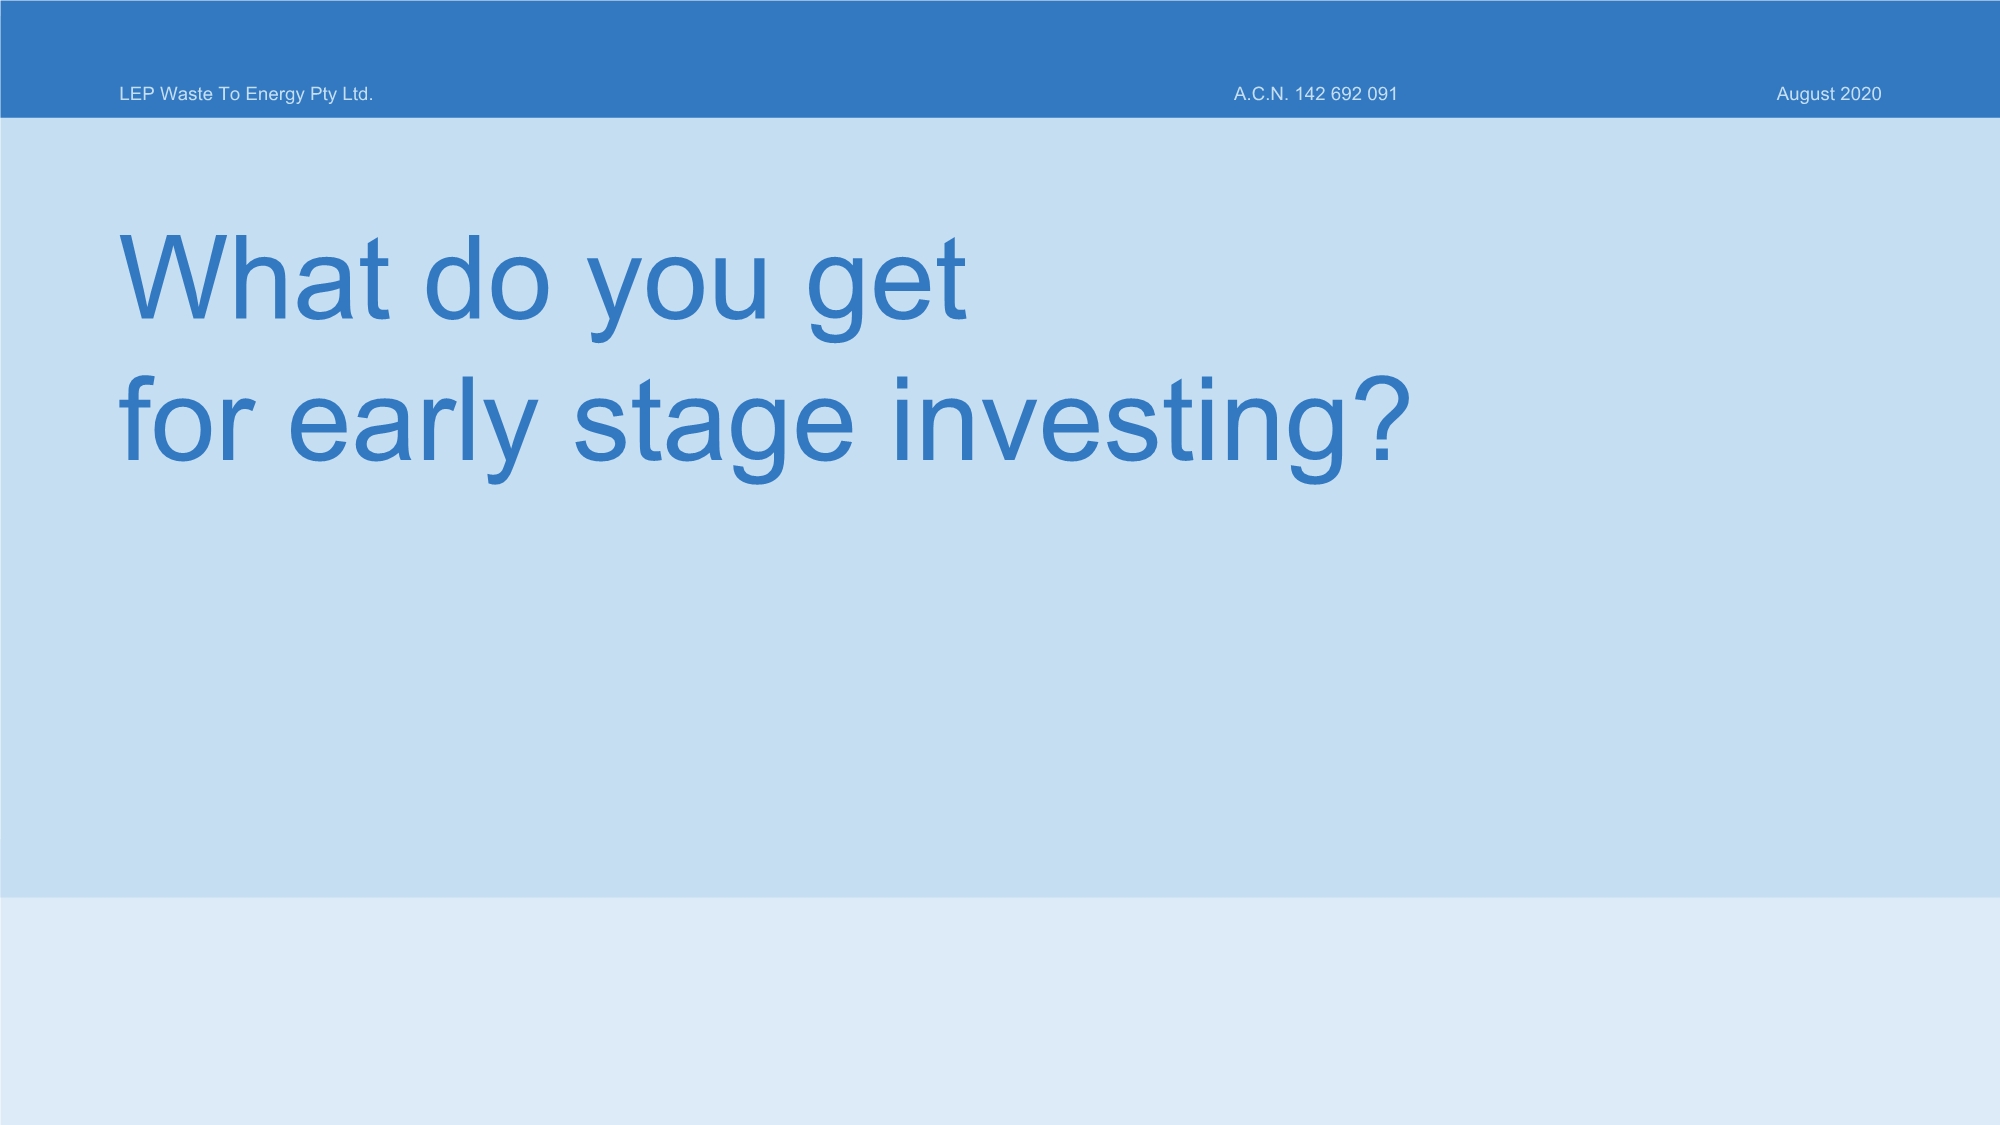 LEP Waste To Energy Pty Ltd. A.C.N. 142 692 091 August 2020
What do you get
for early stage investing?